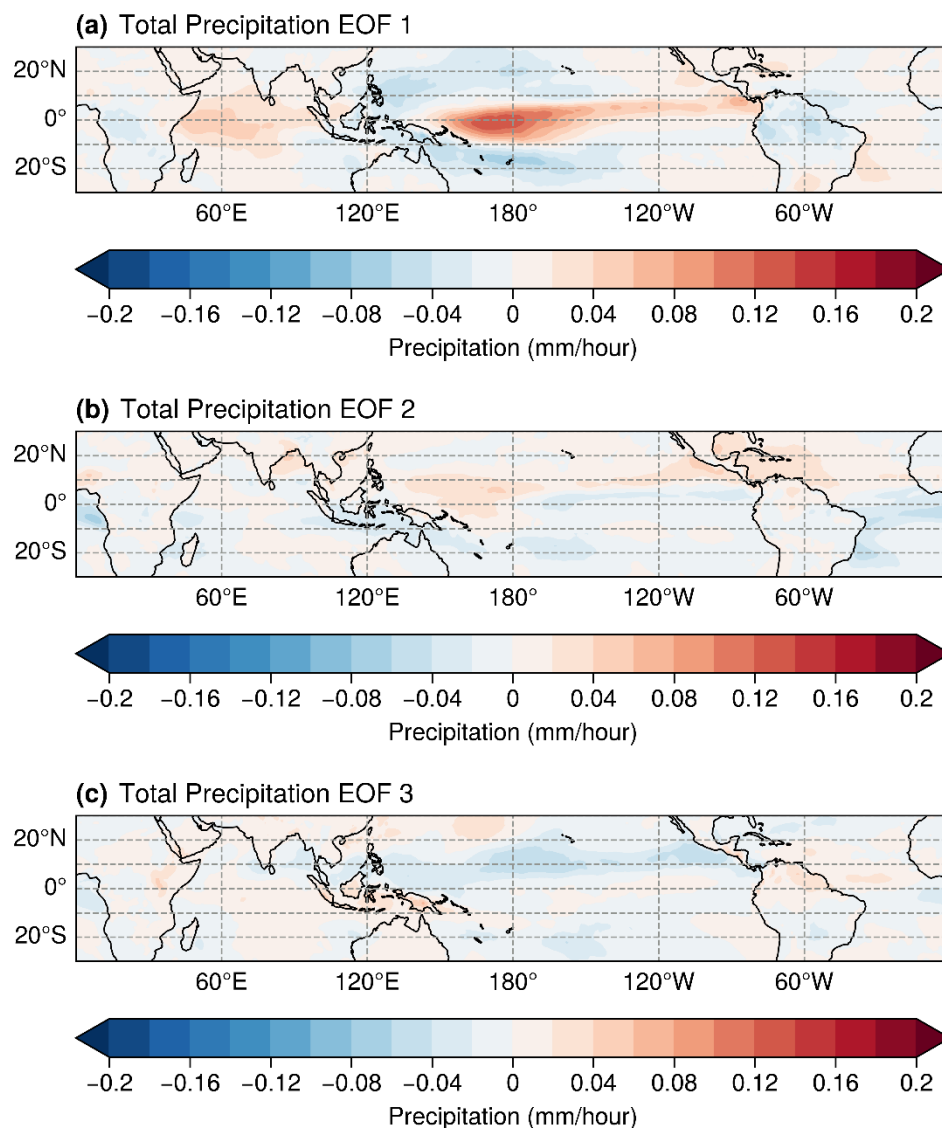 (a) Total Precipitation EOF 1
20°N
0°
20°S
60°E 120°E 180° 120°W 60°W
−0.2 −0.16 −0.12 −0.08 −0.04 0 0.04 0.08 0.12 0.16 0.2
Precipitation (mm/hour)
(b) Total Precipitation EOF 2
20°N
0°
20°S
60°E 120°E 180° 120°W 60°W
−0.2 −0.16 −0.12 −0.08 −0.04 0 0.04 0.08 0.12 0.16 0.2
Precipitation (mm/hour)
(c) Total Precipitation EOF 3
20°N
0°
20°S
60°E 120°E 180° 120°W 60°W
−0.2 −0.16 −0.12 −0.08 −0.04 0 0.04 0.08 0.12 0.16 0.2
Precipitation (mm/hour)